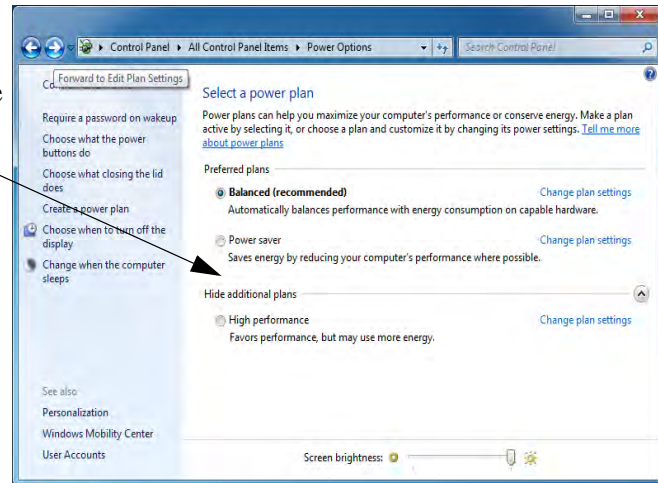 Control Panel ▸ All Control Panel Items ▸ Power Options
Search Control Panel
Forward to Edit Plan Settings
Require a password on wakeup
Choose what the power
buttons do
Choose what closing the lid
does
Create a power plan
Choose when to turn off the
display
Change when the computer
sleeps
See also
Personalization
Windows Mobility Center
User Accounts
Select a power plan
Power plans can help you maximize your computer's performance or conserve energy. Make a plan
active by selecting it, or choose a plan and customize it by changing its power settings. Tell me more
about power plans
Preferred plans
Balanced (recommended) Change plan settings
Automatically balances performance with energy consumption on capable hardware.
Power saver Change plan settings
Saves energy by reducing your computer's performance where possible.
Hide additional plans
High performance Change plan settings
Favors performance, but may use more energy.
Screen brightness: